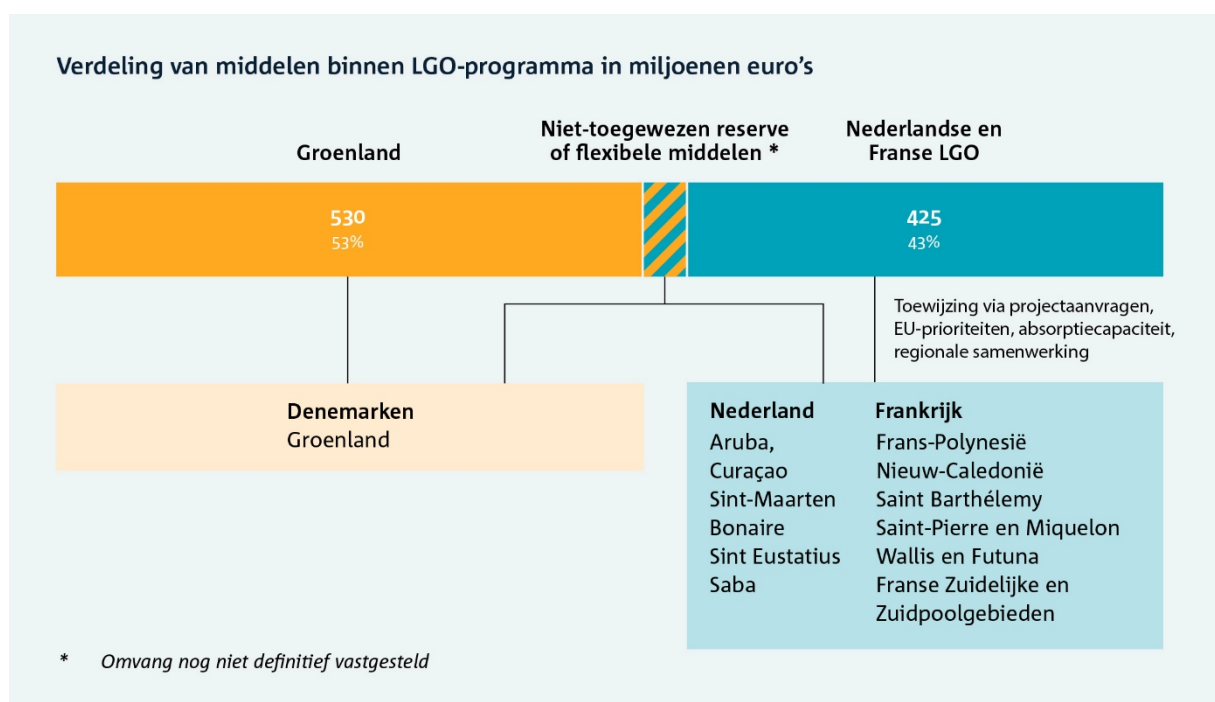 Verdeling van middelen binnen LGO-programma in miljoenen euro’s
Groenland
Niet-toegewezen reserve
of flexibele middelen *
Nederlandse en
Franse LGO
530
53%
425
43%
Toewijzing via projectaanvragen,
EU-prioriteiten, absorptiecapaciteit,
regionale samenwerking
Denemarken
Groenland
Nederland
Aruba,
Curaçao
Sint-Maarten
Bonaire
Sint Eustatius
Saba
Frankrijk
Frans-Polynesië
Nieuw-Caledonië
Saint Barthélemy
Saint-Pierre en Miquelon
Wallis en Futuna
Franse Zuidelijke en
Zuidpoolgebieden
* Omvang nog niet definitief vastgesteld